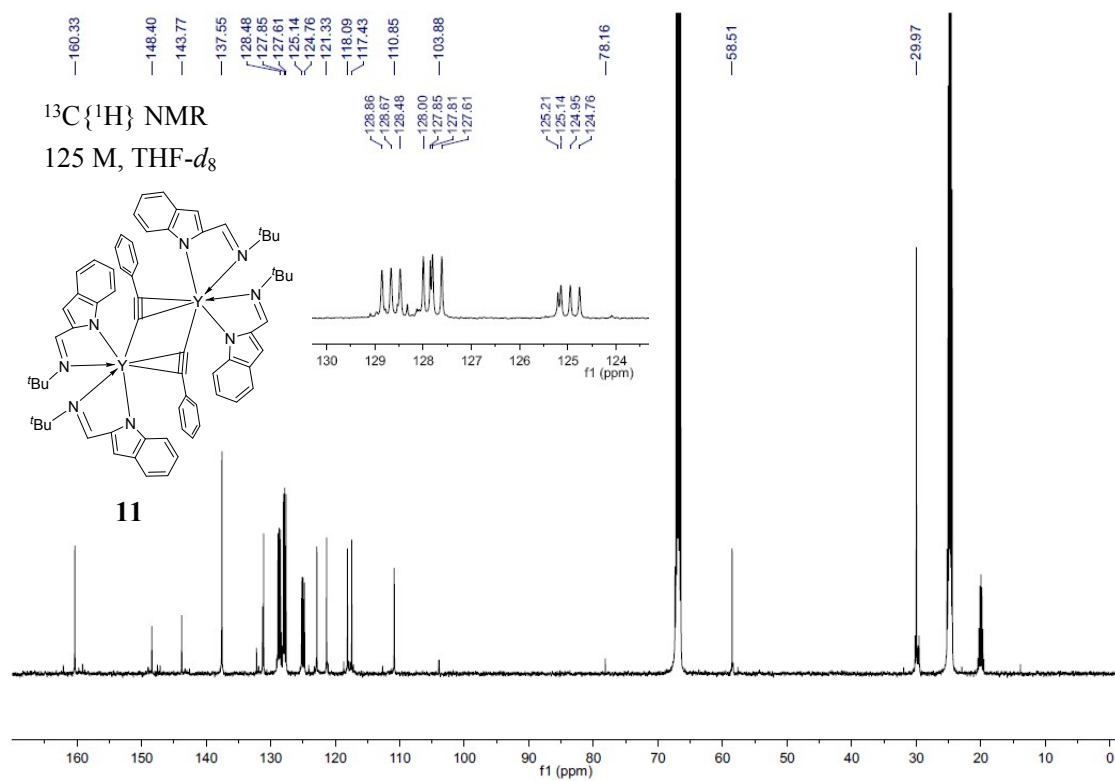 160.33
148.40
143.77
137.55
128.48
127.85
127.61
125.14
124.76
121.33
118.09
117.43
110.85
103.88
78.16
58.51
29.97
128.86
128.67
128.48
128.00
127.85
127.81
127.61
125.21
125.14
124.95
124.76
¹³C{¹H} NMR
125 M, THF-d₈
N
N
ᵗBu
N
ᵗBu
Y
N
N
Y
N
ᵗBu
N
ᵗBu
N
11
130 129 128 127 126 125 124
f1 (ppm)
160 150 140 130 120 110 100 90 80 70 60 50 40 30 20 10 0
f1 (ppm)